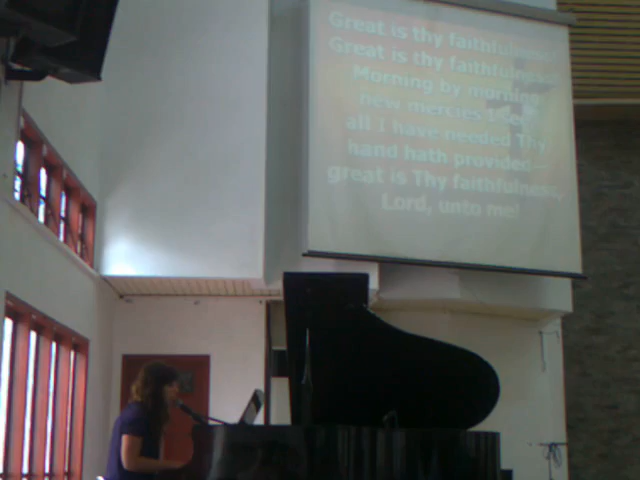 Great is thy faithfulness
Great is thy faithfulness
Morning by morning
new mercies I see
all I have needed Thy
hand hath provided
great is Thy faithfulness,
Lord, unto me!